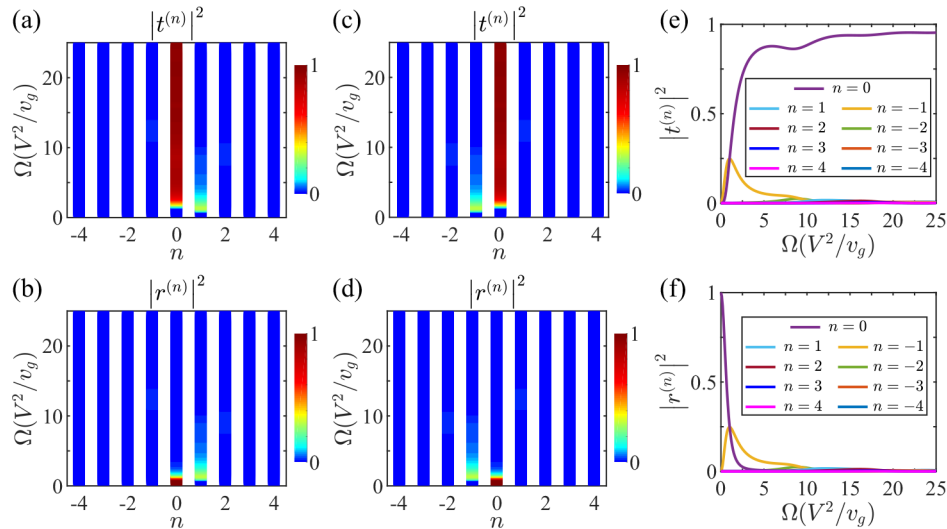 (a) |t^{(n)}|^2
Ω(V^2/v_g)
20
10
0
-4 -2 0 2 4
n
1
0
(c) |t^{(n)}|^2
Ω(V^2/v_g)
20
10
0
-4 -2 0 2 4
n
1
0
(e)
|t^{(n)}|^2
1
0.5
0
n = 0
n = 1 n = −1
n = 2 n = −2
n = 3 n = −3
n = 4 n = −4
0 5 10 15 20 25
Ω(V^2/v_g)
(b) |r^{(n)}|^2
Ω(V^2/v_g)
20
10
0
-4 -2 0 2 4
n
1
0
(d) |r^{(n)}|^2
Ω(V^2/v_g)
20
10
0
-4 -2 0 2 4
n
1
0
(f)
|r^{(n)}|^2
1
0.5
0
n = 0
n = 1 n = −1
n = 2 n = −2
n = 3 n = −3
n = 4 n = −4
0 5 10 15 20 25
Ω(V^2/v_g)